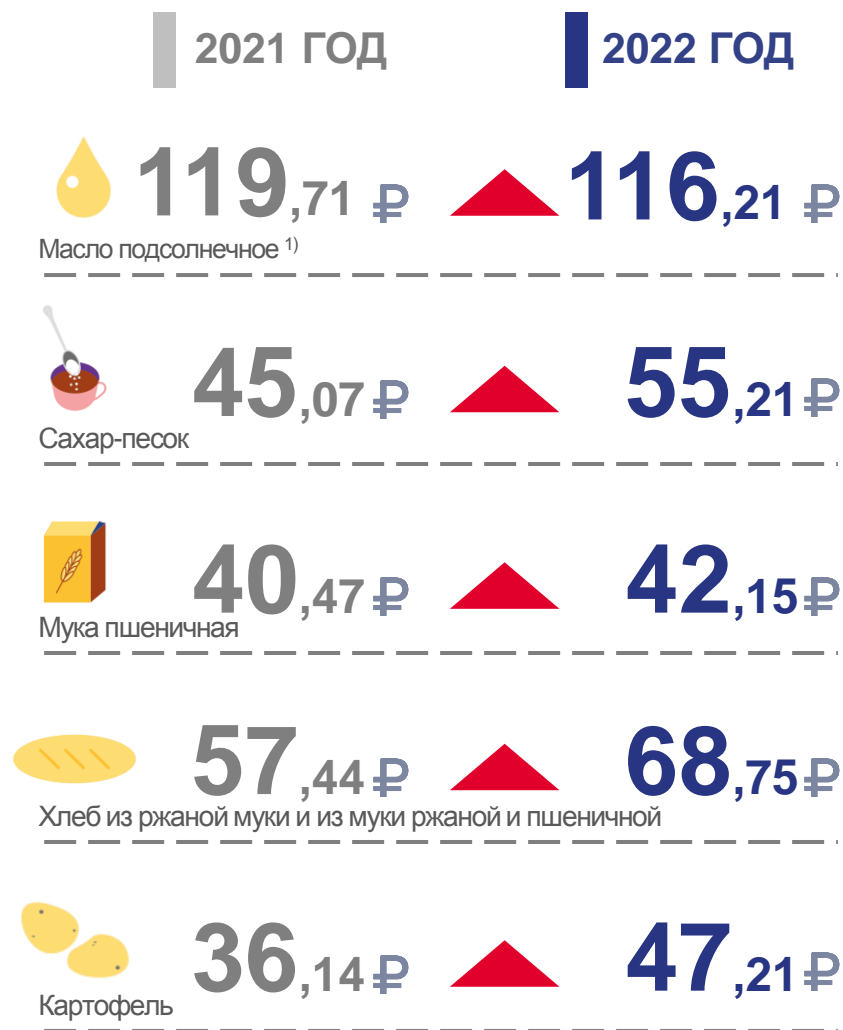 2021 ГОД 2022 ГОД
119,71 ₽ 116,21 ₽
Масло подсолнечное 1)
45,07 ₽ 55,21 ₽
Сахар-песок
40,47 ₽ 42,15 ₽
Мука пшеничная
57,44 ₽ 68,75 ₽
Хлеб из ржаной муки и из муки ржаной и пшеничной
36,14 ₽ 47,21 ₽
Картофель